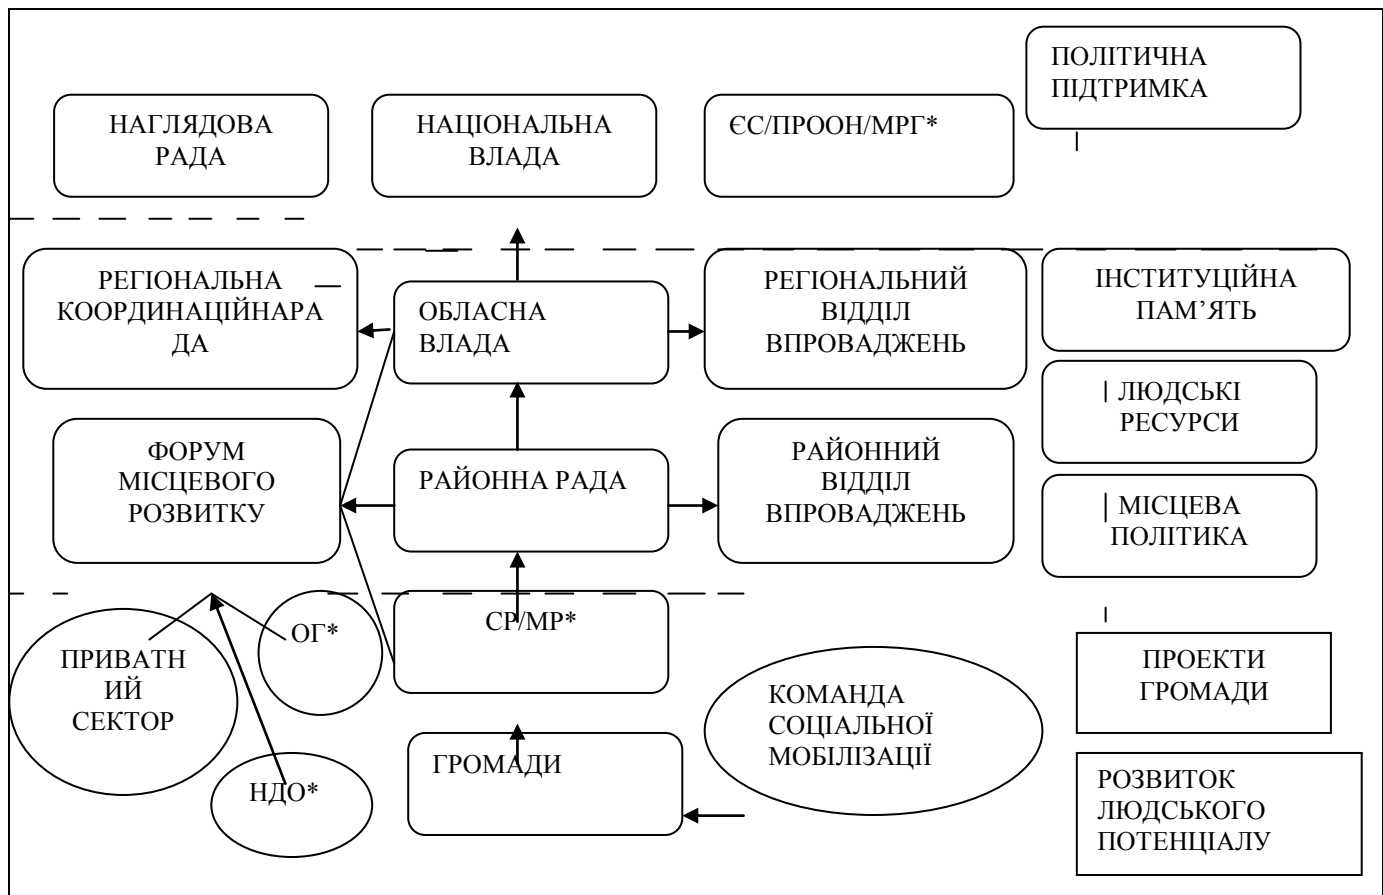 ПОЛІТИЧНА
ПІДТРИМКА
НАГЛЯДОВА
РАДА
НАЦІОНАЛЬНА
ВЛАДА
ЄС/ПРООН/МРГ*
РЕГІОНАЛЬНА
КООРДИНАЦІЙНАРА
ДА
ОБЛАСНА
ВЛАДА
РЕГІОНАЛЬНИЙ
ВІДДІЛ
ВПРОВАДЖЕНЬ
ІНСТИТУЦІЙНА
ПАМ’ЯТЬ
ЛЮДСЬКІ
РЕСУРСИ
ФОРУМ
МІСЦЕВОГО
РОЗВИТКУ
РАЙОННА РАДА
РАЙОННИЙ
ВІДДІЛ
ВПРОВАДЖЕНЬ
МІСЦЕВА
ПОЛІТИКА
ПРИВАТН
ИЙ
СЕКТОР
ОГ*
СР/МР*
КОМАНДА
СОЦІАЛЬНОЇ
МОБІЛІЗАЦІЇ
ПРОЕКТИ
ГРОМАДИ
НДО*
ГРОМАДИ
РОЗВИТОК
ЛЮДСЬКОГО
ПОТЕНЦІАЛУ